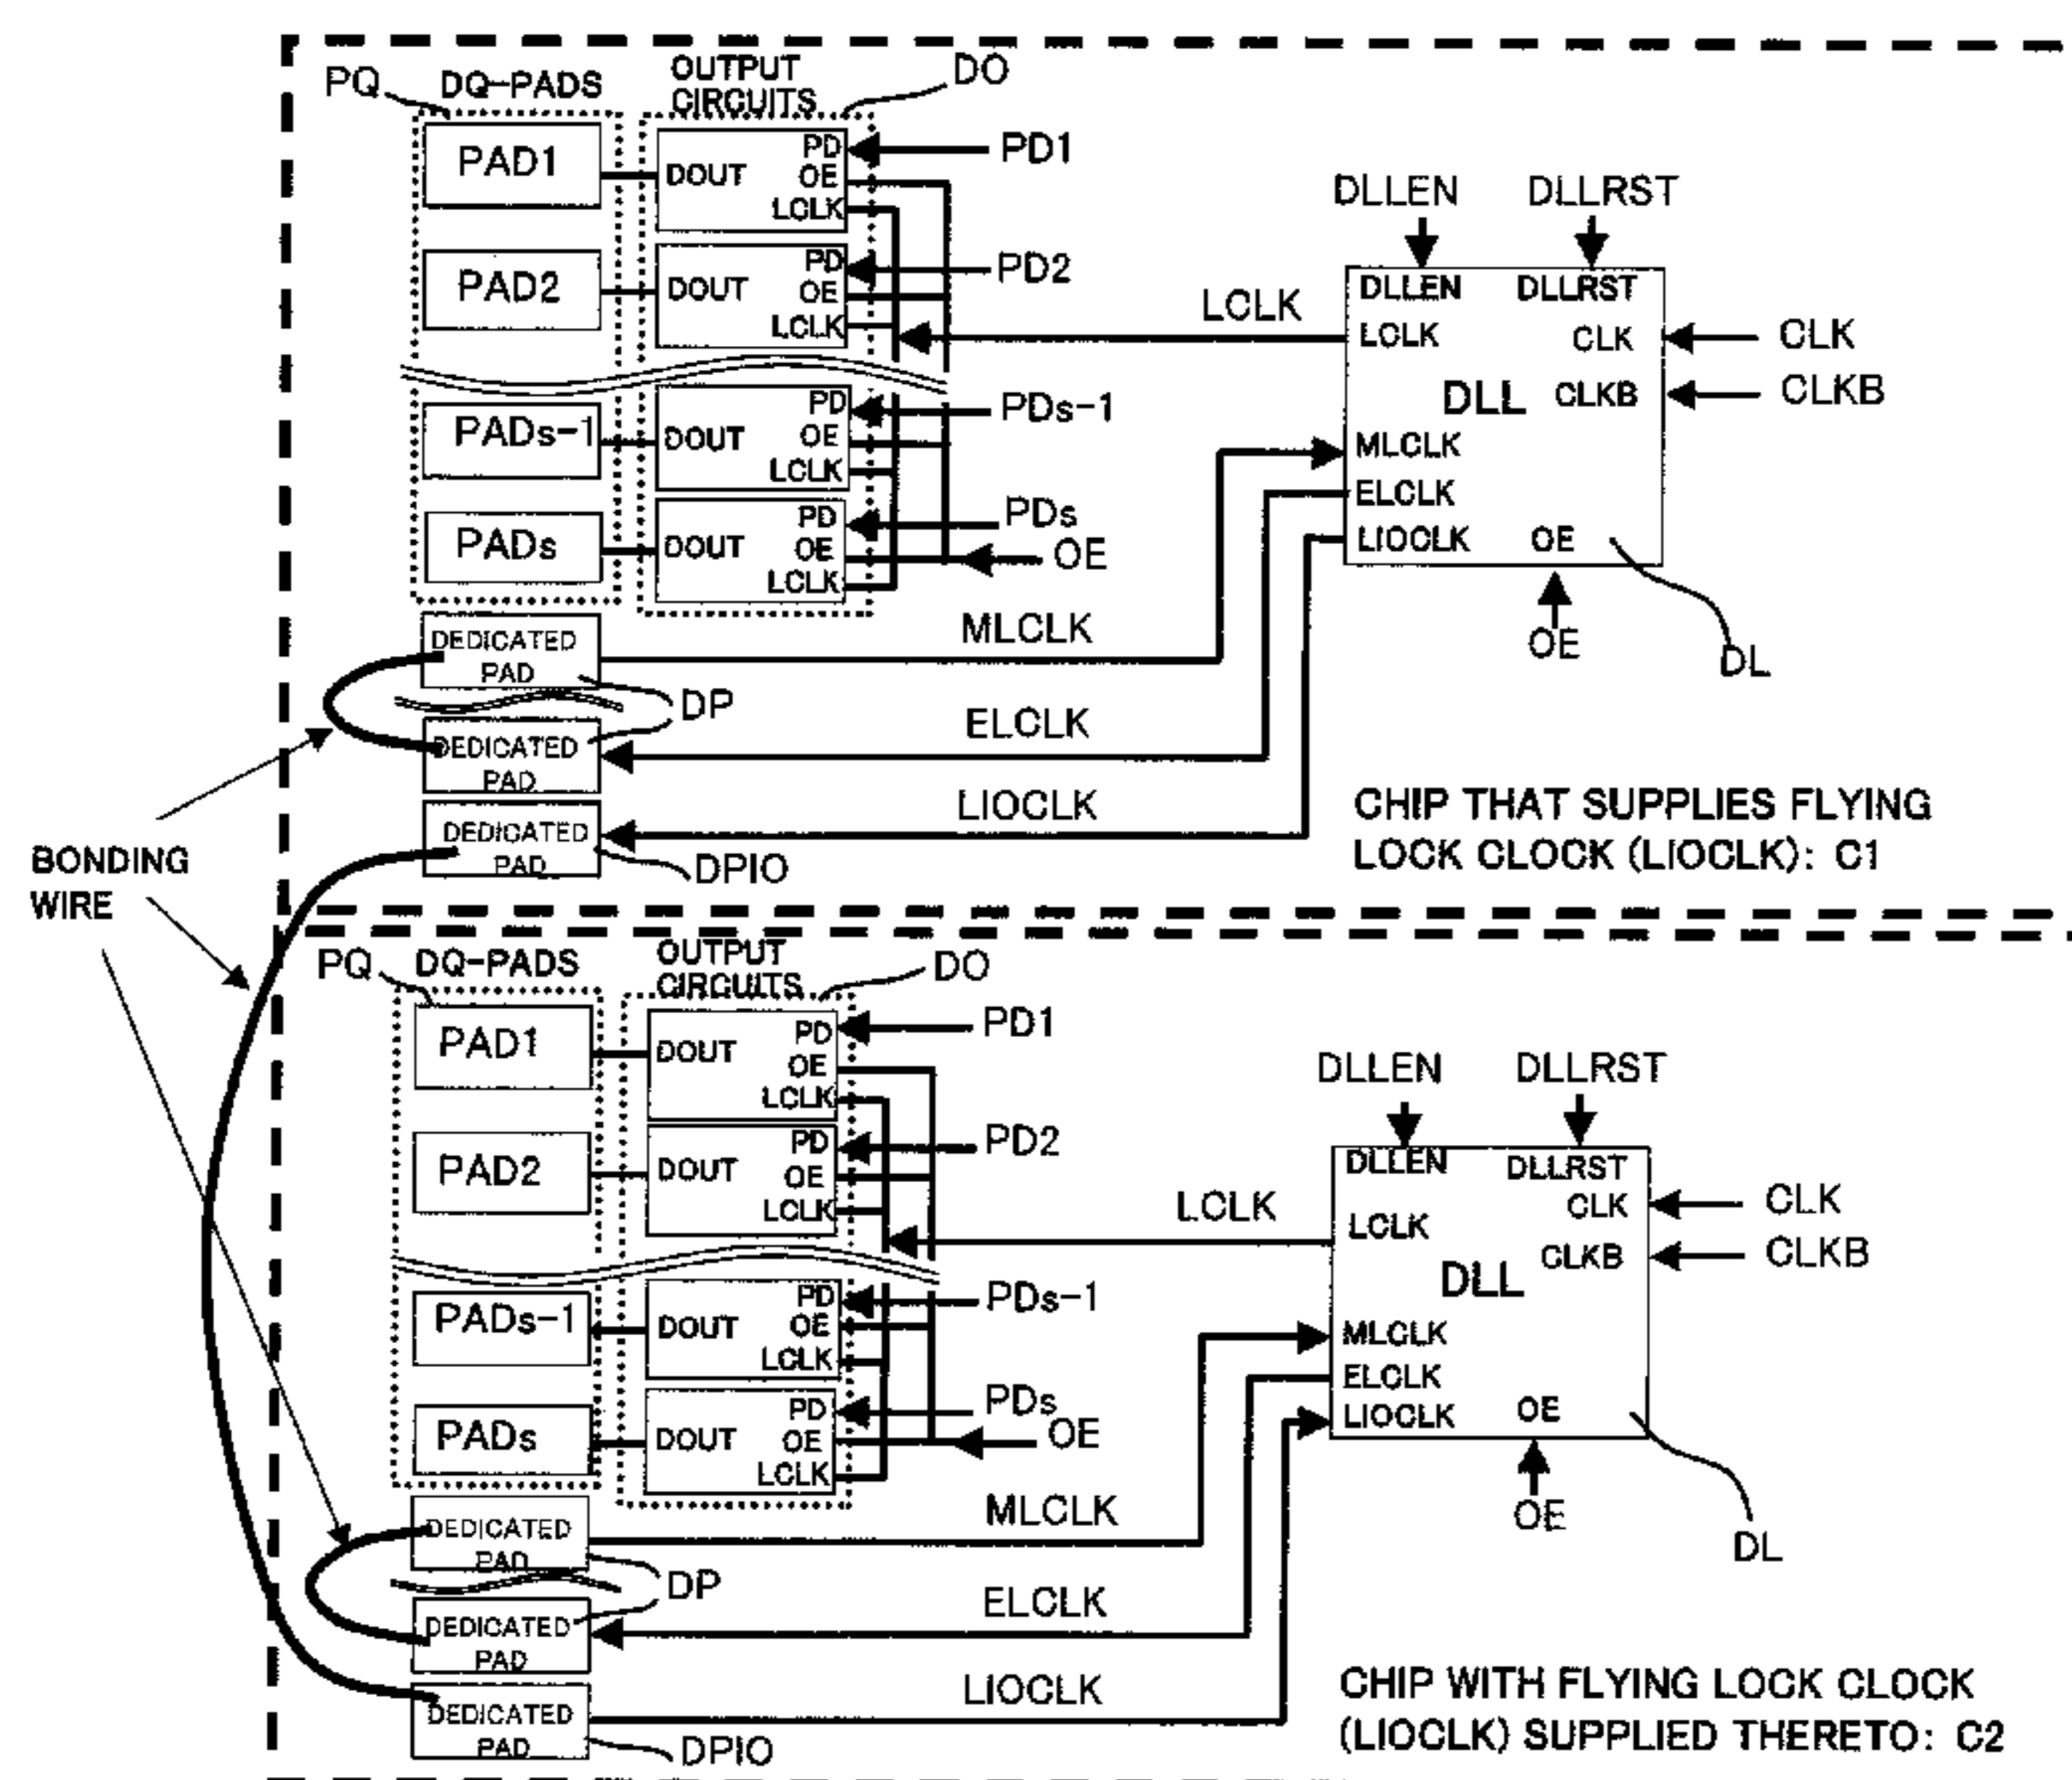 PQ
DQ-PADS
OUTPUT
CIRCUITS
DO
PAD1
DOUT
PD
OE
LCLK
PD1
PAD2
DOUT
PD
OE
LCLK
PD2
PADs-1
DOUT
PD
OE
LCLK
PDs-1
PADs
DOUT
PD
OE
LCLK
PDs
OE
LCLK
DLLEN
DLLRST
DLLEN
DLLRST
LCLK
CLK
CLK
DLL
CLKB
CLKB
MLCLK
ELCLK
LIOCLK
OE
OE
DL
DEDICATED
PAD
MLCLK
DP
DEDICATED
PAD
ELCLK
DEDICATED
PAD
LIOCLK
DPIO
CHIP THAT SUPPLIES FLYING
LOCK CLOCK (LIOCLK): C1
BONDING
WIRE
PQ
DQ-PADS
OUTPUT
CIRCUITS
DO
PAD1
DOUT
PD
OE
LCLK
PD1
PAD2
DOUT
PD
OE
LCLK
PD2
PADs-1
DOUT
PD
OE
LCLK
PDs-1
PADs
DOUT
PD
OE
LCLK
PDs
OE
LCLK
DLLEN
DLLRST
DLLEN
DLLRST
CLK
CLK
LCLK
CLKB
CLKB
DLL
MLCLK
ELCLK
LIOCLK
OE
OE
DL
DEDICATED
PAD
MLCLK
DP
DEDICATED
PAD
ELCLK
DEDICATED
PAD
LIOCLK
DPIO
CHIP WITH FLYING LOCK CLOCK
(LIOCLK) SUPPLIED THERETO: C2